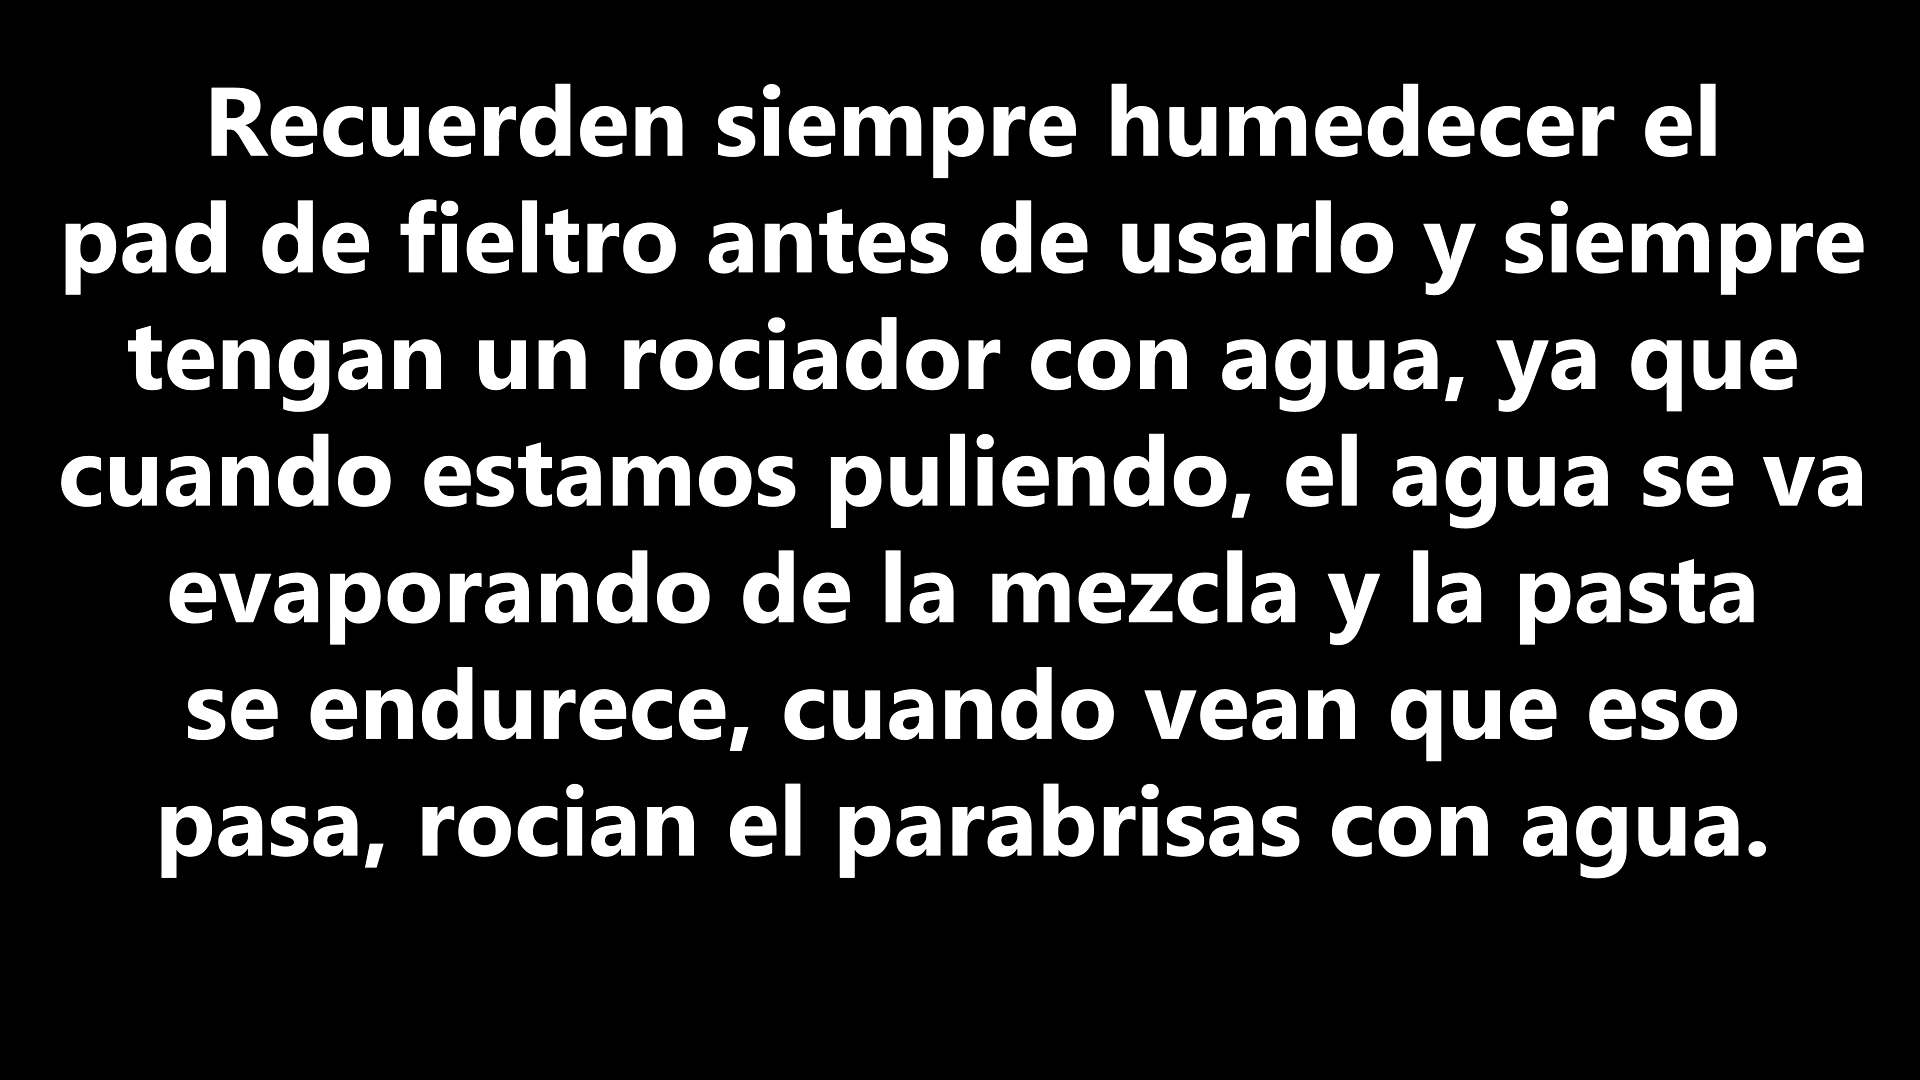 Recuerden siempre humedecer el
pad de fieltro antes de usarlo y siempre
tengan un rociador con agua, ya que
cuando estamos puliendo, el agua se va
evaporando de la mezcla y la pasta
se endurece, cuando vean que eso
pasa, rocian el parabrisas con agua.